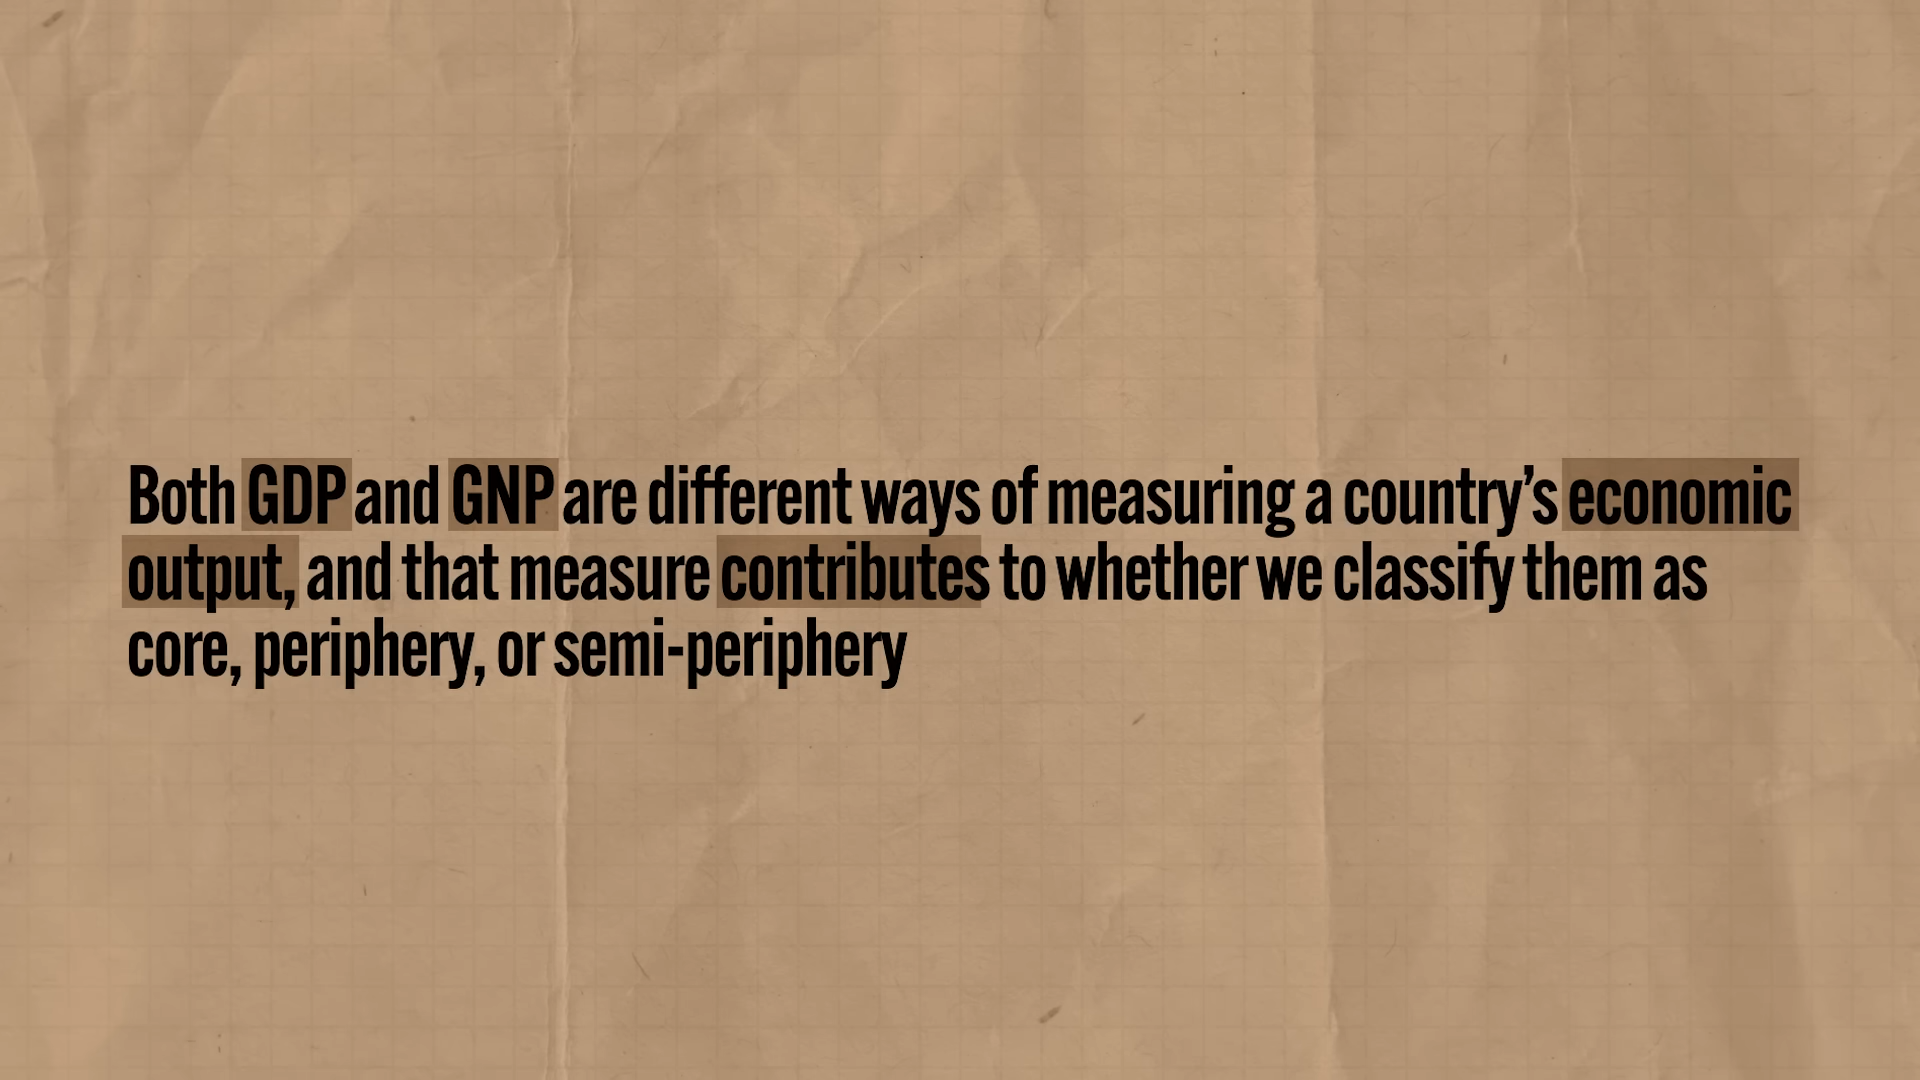 Both GDP and GNP are different ways of measuring a country’s economic
output, and that measure contributes to whether we classify them as
core, periphery, or semi-periphery